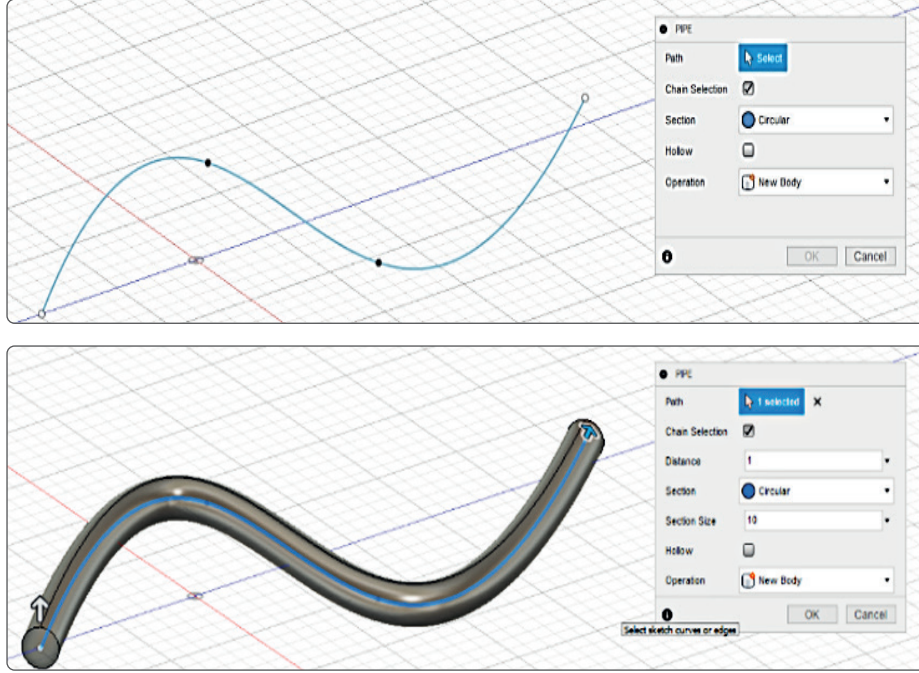 PIPE
Path Select
Chain Selection
Section Circular
Hollow
Operation New Body
OK Cancel
PIPE
Path 1 selected
Chain Selection
Distance 1
Section Circular
Section Size 10
Hollow
Operation New Body
OK Cancel
Select sketch curves or edges